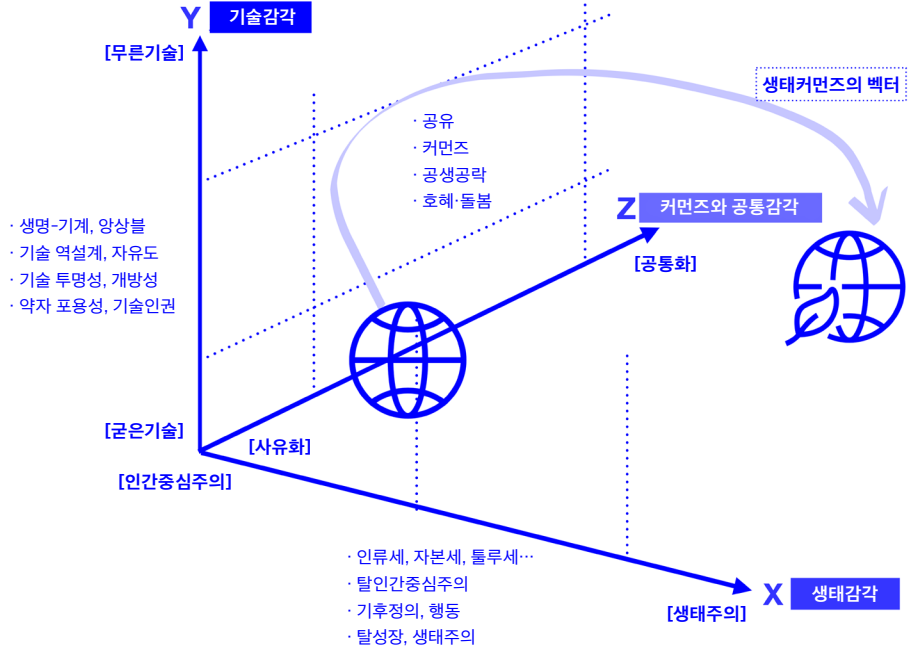 Y 기술감각
[무른기술]
생태커먼즈의 벡터
· 공유
· 커먼즈
· 공생공락
· 호혜·돌봄
Z 커먼즈와 공통감각
[공통화]
· 생명-기계, 앙상블
· 기술 역설계, 자유도
· 기술 투명성, 개방성
· 약자 포용성, 기술인권
[굳은기술]
[사유화]
[인간중심주의]
· 인류세, 자본세, 툴루세…
· 탈인간중심주의
· 기후정의, 행동
· 탈성장, 생태주의
X 생태감각
[생태주의]